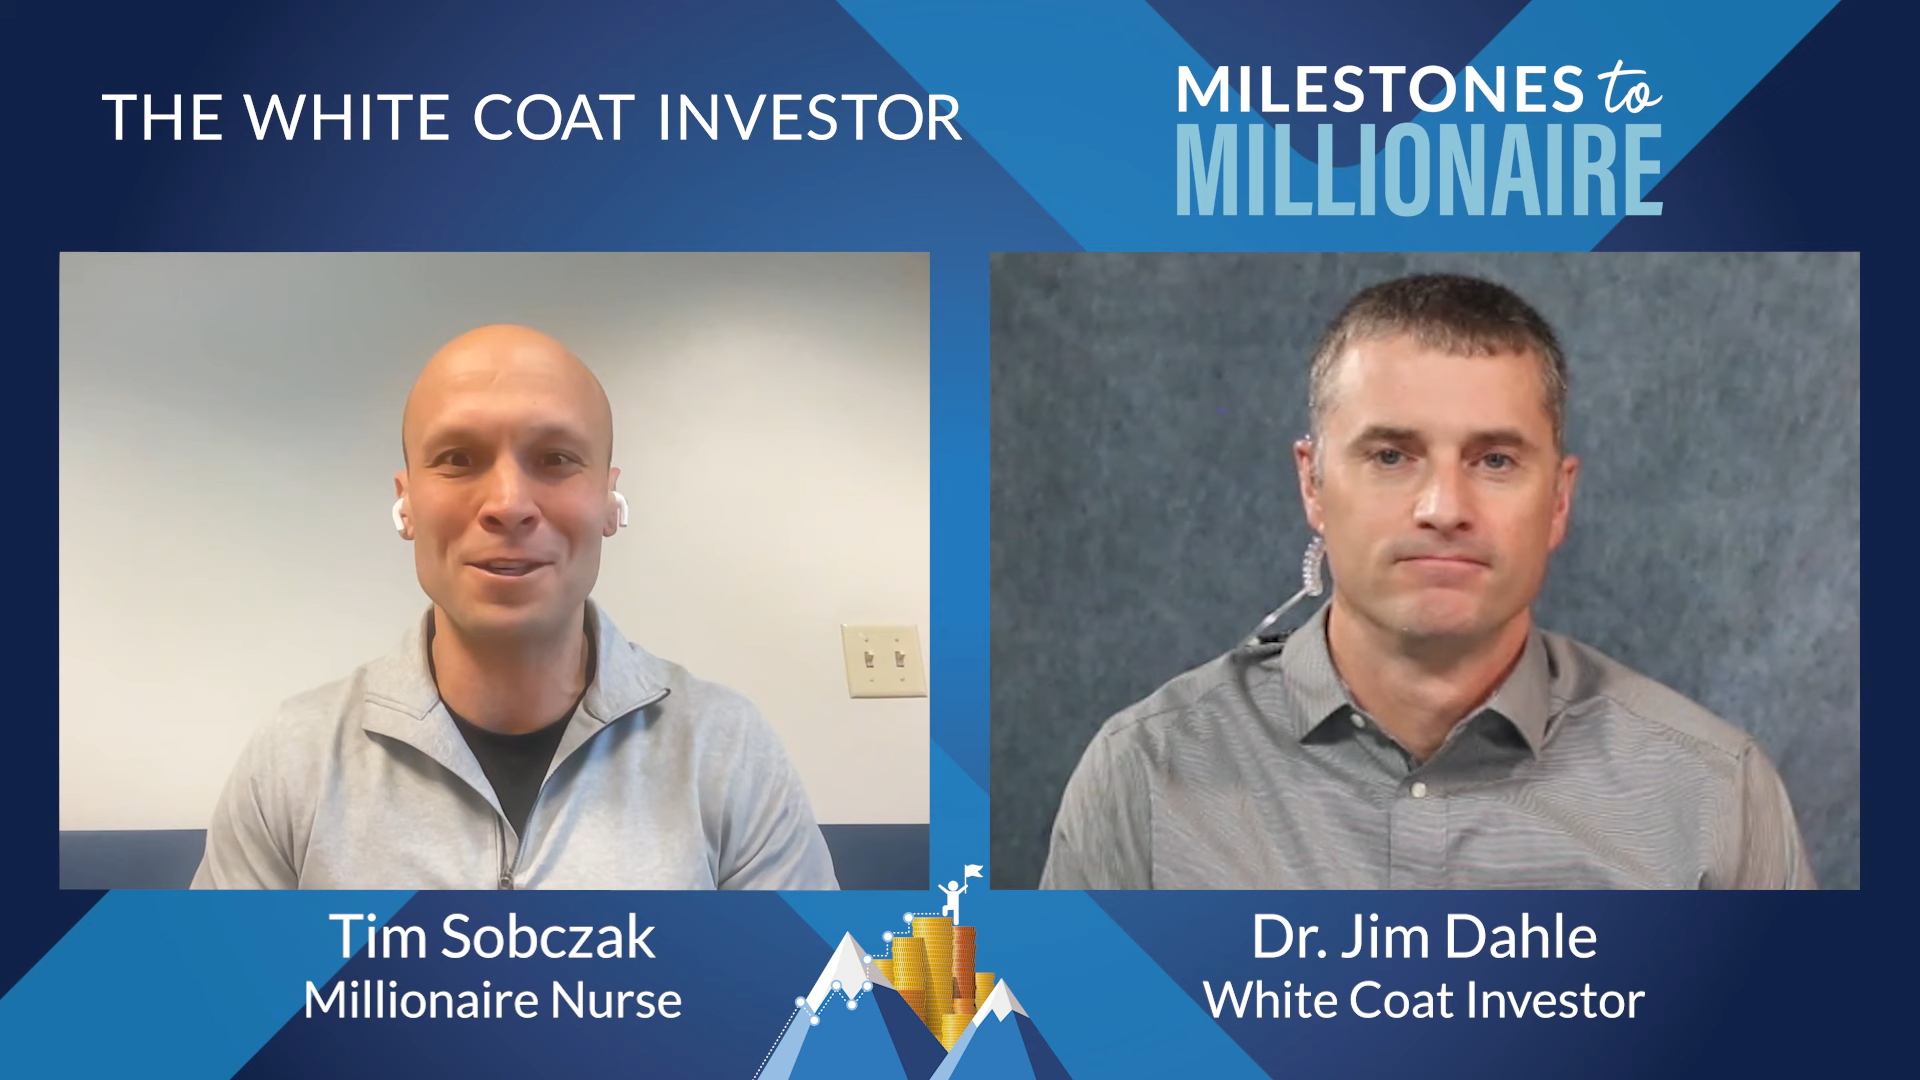 THE WHITE COAT INVESTOR
MILESTONES to
MILLIONAIRE
Tim Sobczak
Millionaire Nurse
Dr. Jim Dahle
White Coat Investor